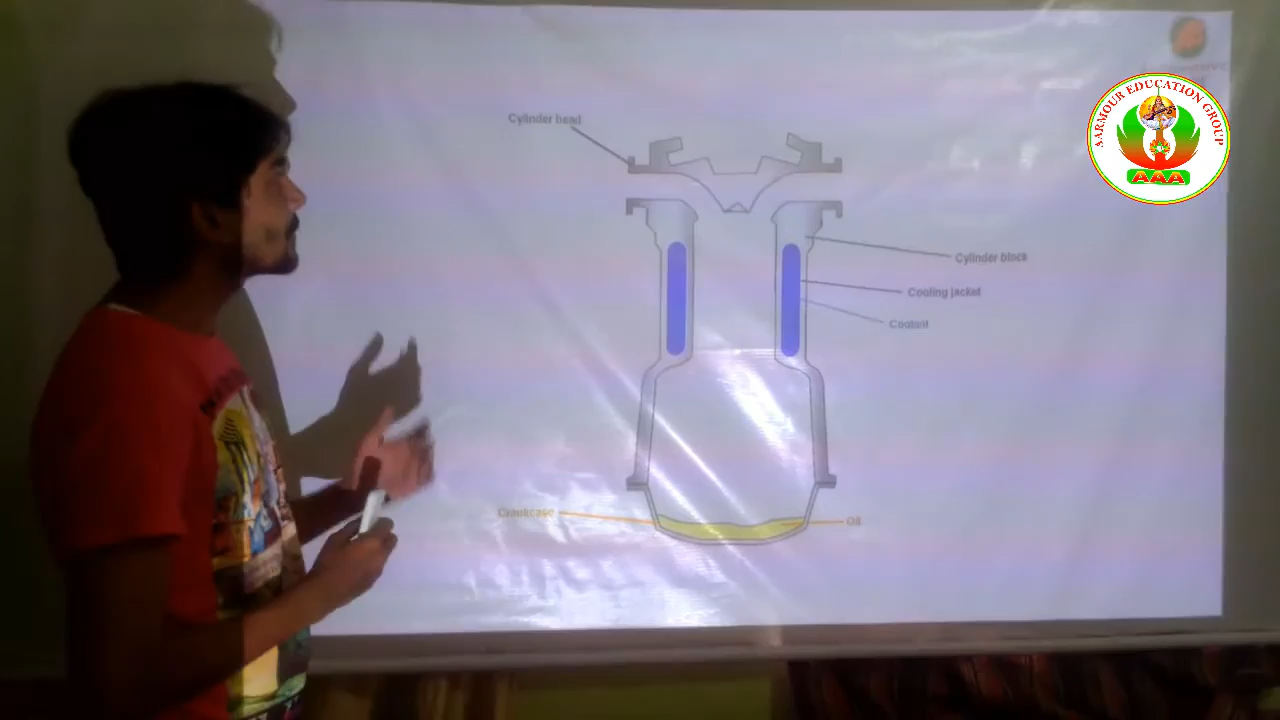 AARMOUR EDUCATION GROUP
AAA
Cylinder head
Cylinder block
Cooling jacket
Coolant
Crankcase
Oil